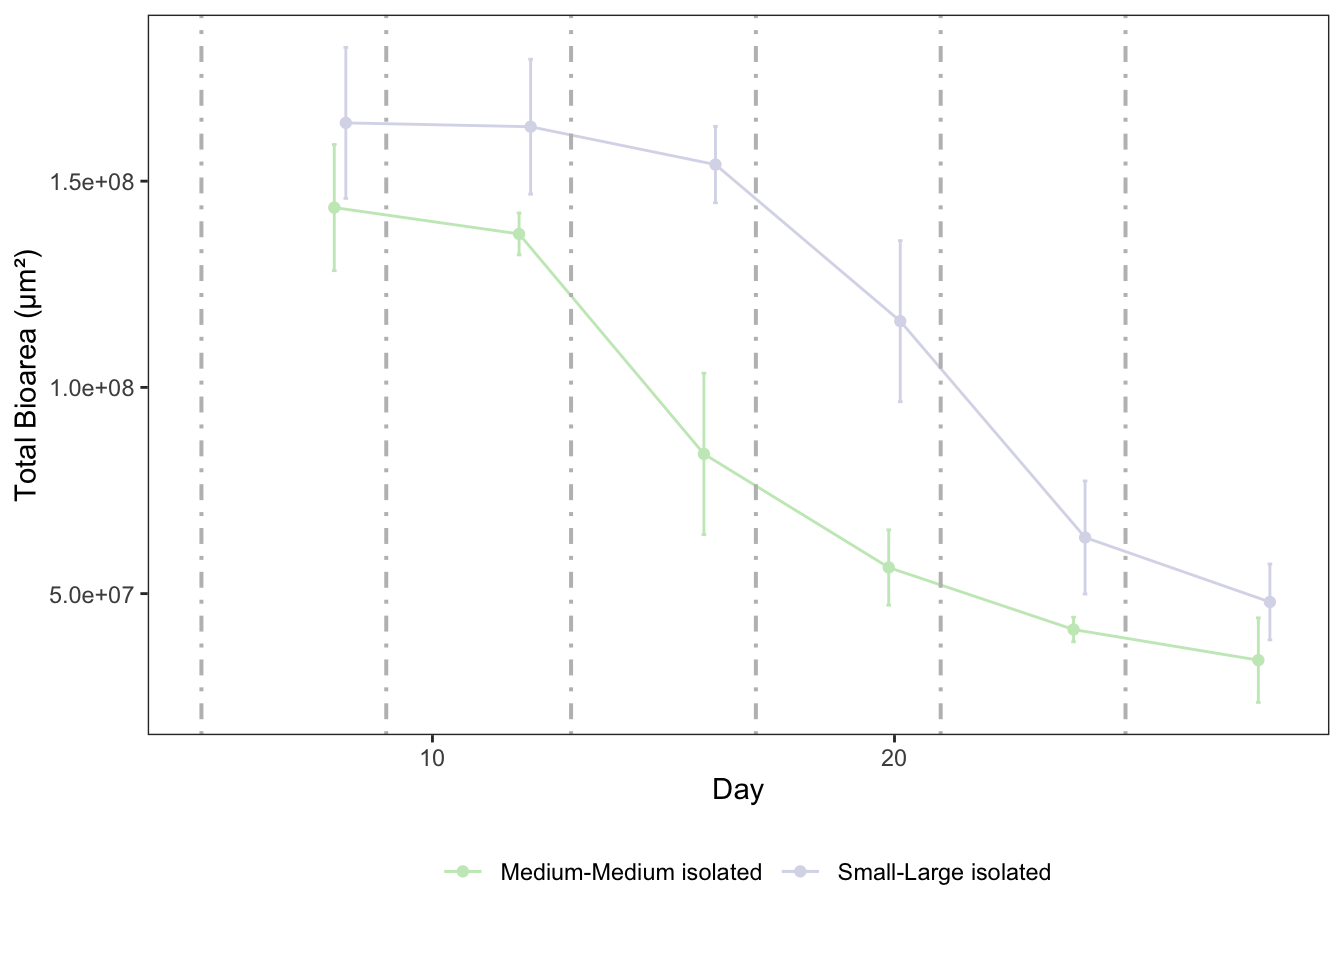 Total Bioarea (µm²)
1.5e+08
1.0e+08
5.0e+07
10
20
Day
Medium-Medium isolated
Small-Large isolated